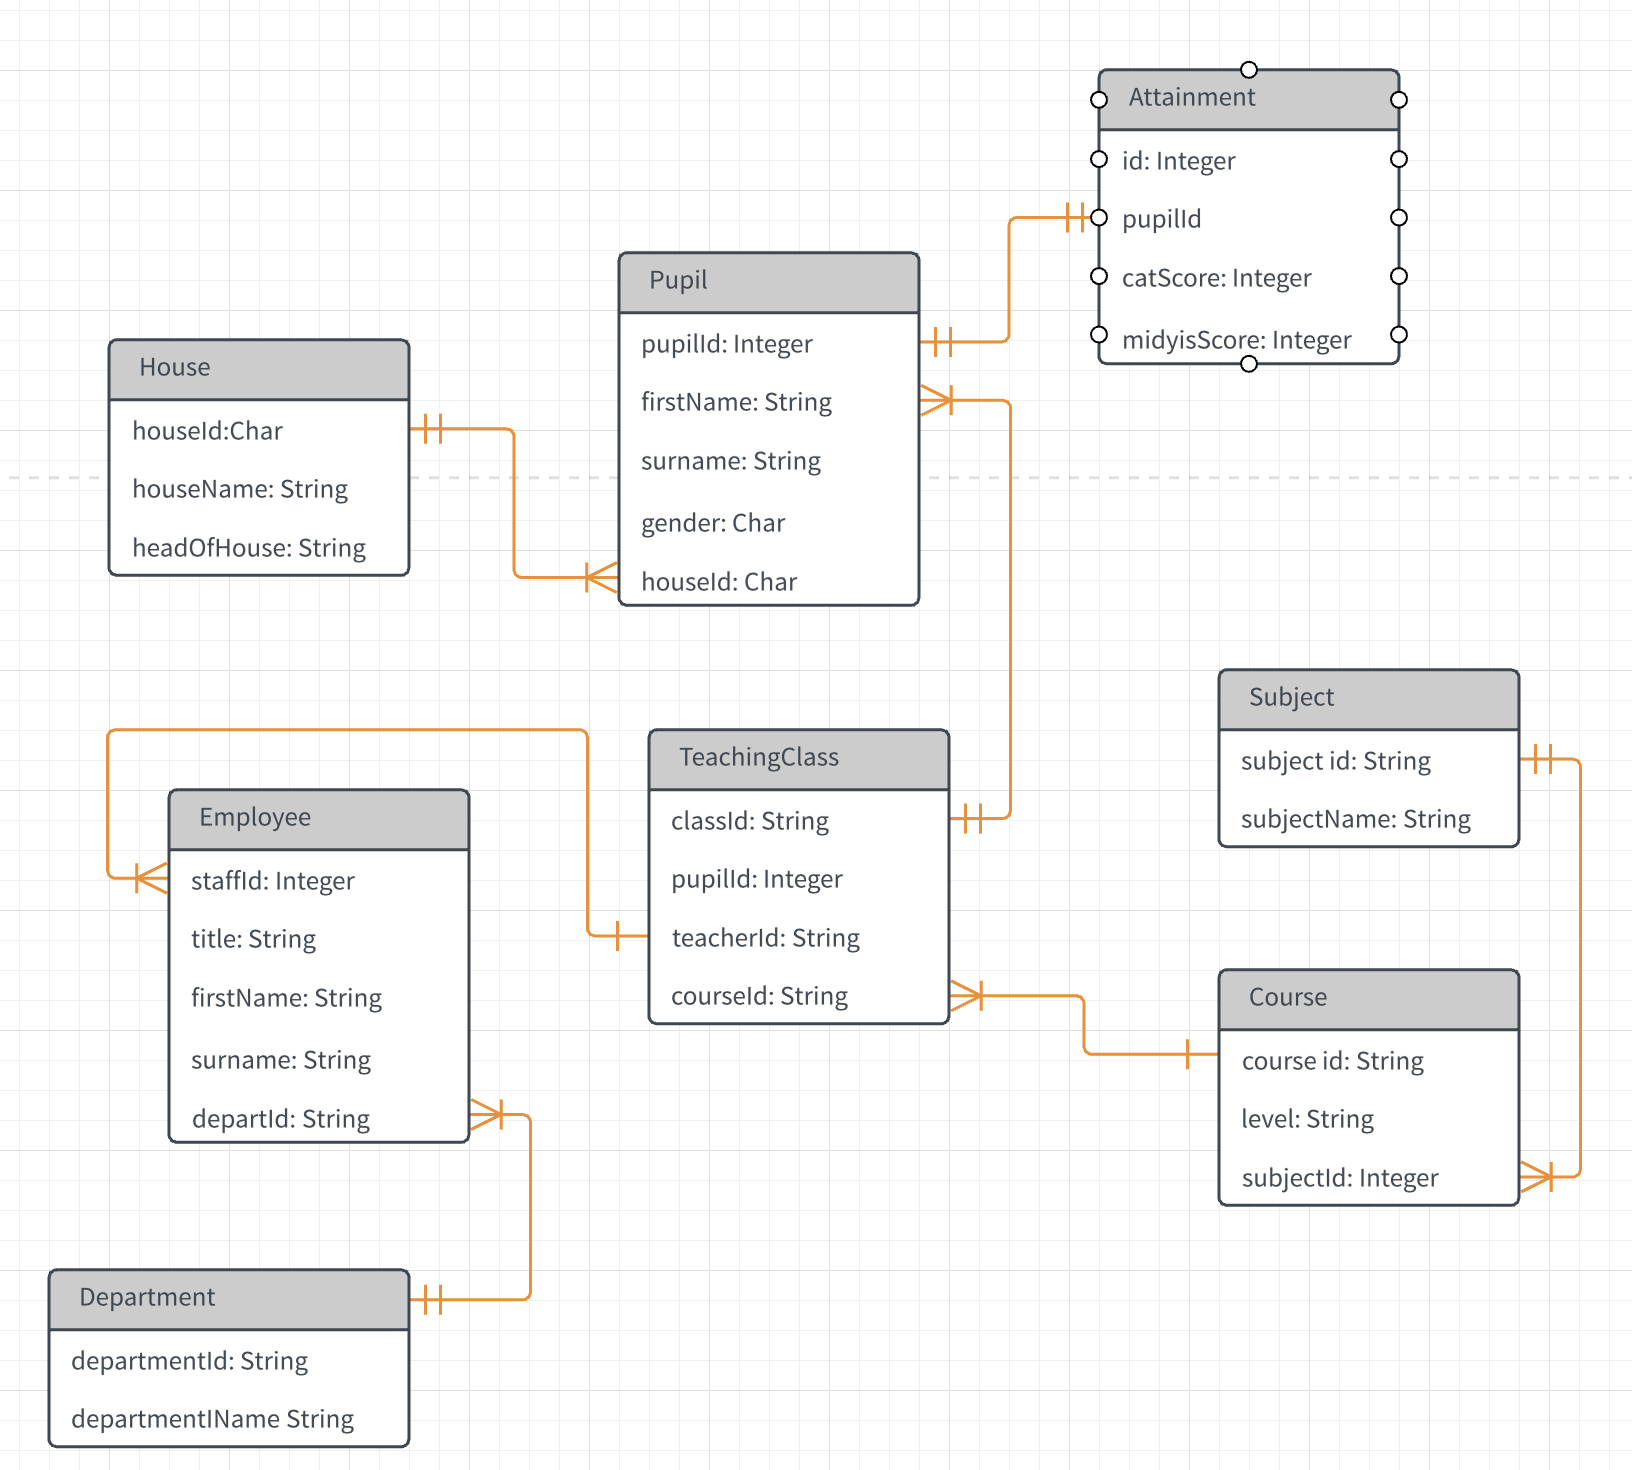 Attainment
id: Integer
pupilId
catScore: Integer
midyisScore: Integer
Pupil
pupilId: Integer
firstName: String
surname: String
gender: Char
houseId: Char
House
houseId:Char
houseName: String
headOfHouse: String
Subject
subject id: String
subjectName: String
TeachingClass
classId: String
pupilId: Integer
teacherId: String
courseId: String
Employee
staffId: Integer
title: String
firstName: String
surname: String
departId: String
Course
course id: String
level: String
subjectId: Integer
Department
departmentId: String
departmentIName String